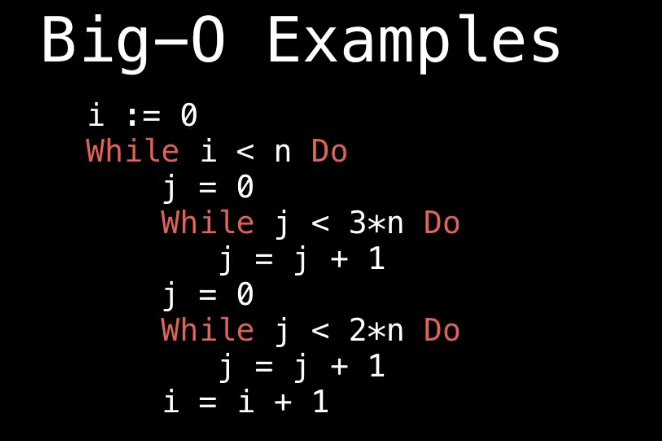 Big-O Examples
i := 0
While i < n Do
j = 0
While j < 3*n Do
j = j + 1
j = 0
While j < 2*n Do
j = j + 1
i = i + 1